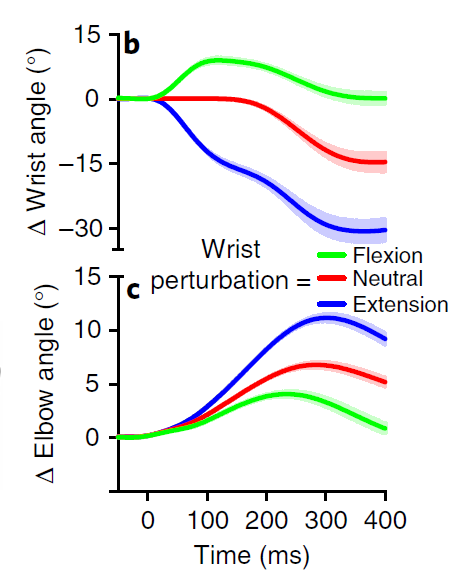 15
b
0
−15
−30
Δ Wrist angle (°)
Wrist
perturbation =
Flexion
Neutral
Extension
15
c
10
5
0
Δ Elbow angle (°)
0 100 200 300 400
Time (ms)